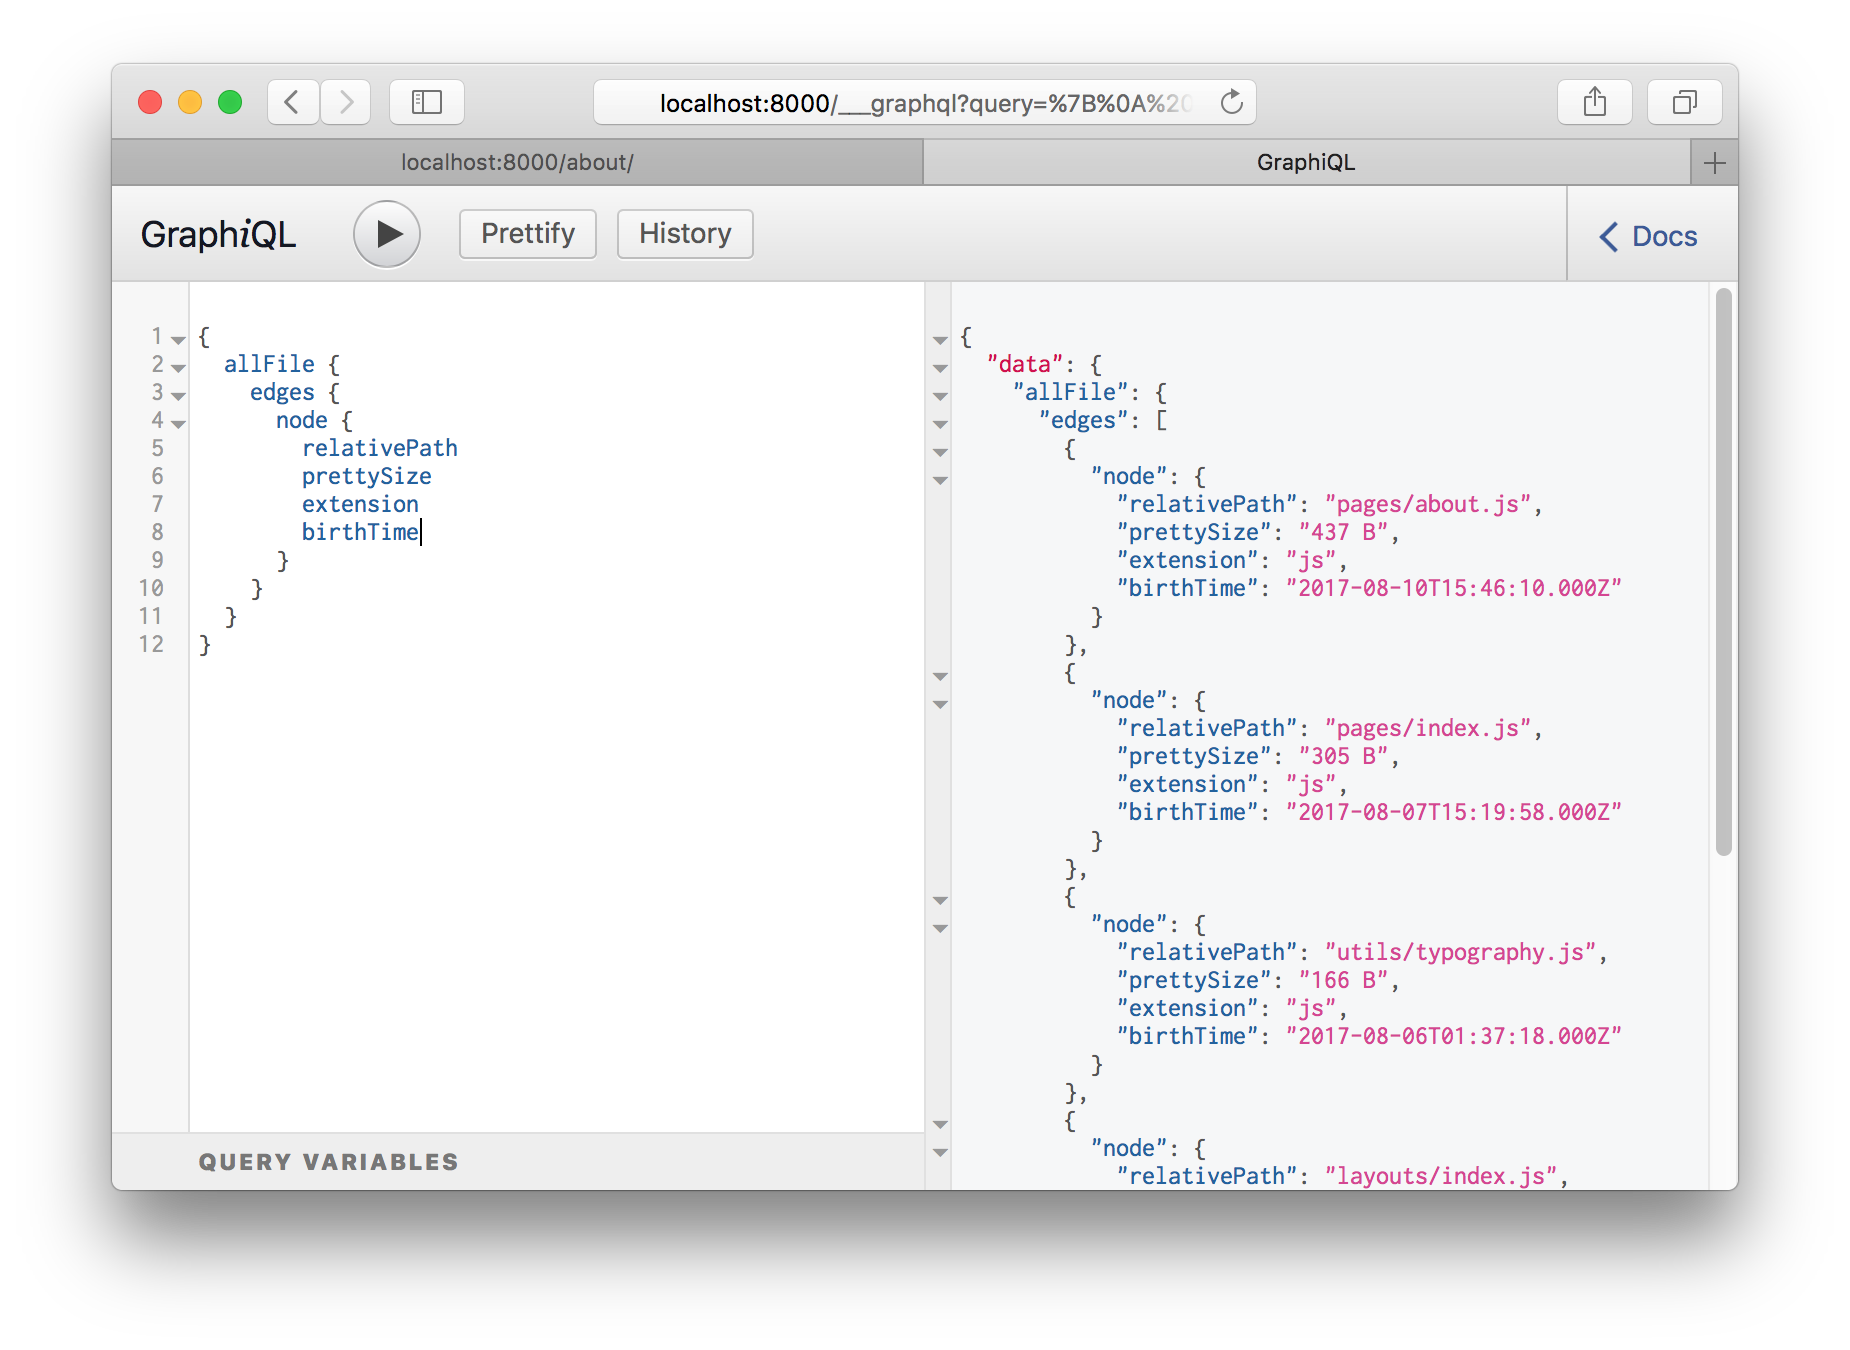 localhost:8000/___graphql?query=%7B%0A%20
localhost:8000/about/
GraphiQL
GraphiQL
Prettify
History
Docs
1 {
2 allFile {
3 edges {
4 node {
5 relativePath
6 prettySize
7 extension
8 birthTime
9 }
10 }
11 }
12 }
QUERY VARIABLES
{
"data": {
"allFile": {
"edges": [
{
"node": {
"relativePath": "pages/about.js",
"prettySize": "437 B",
"extension": "js",
"birthTime": "2017-08-10T15:46:10.000Z"
}
},
{
"node": {
"relativePath": "pages/index.js",
"prettySize": "305 B",
"extension": "js",
"birthTime": "2017-08-07T15:19:58.000Z"
}
},
{
"node": {
"relativePath": "utils/typography.js",
"prettySize": "166 B",
"extension": "js",
"birthTime": "2017-08-06T01:37:18.000Z"
}
},
{
"node": {
"relativePath": "layouts/index.js",